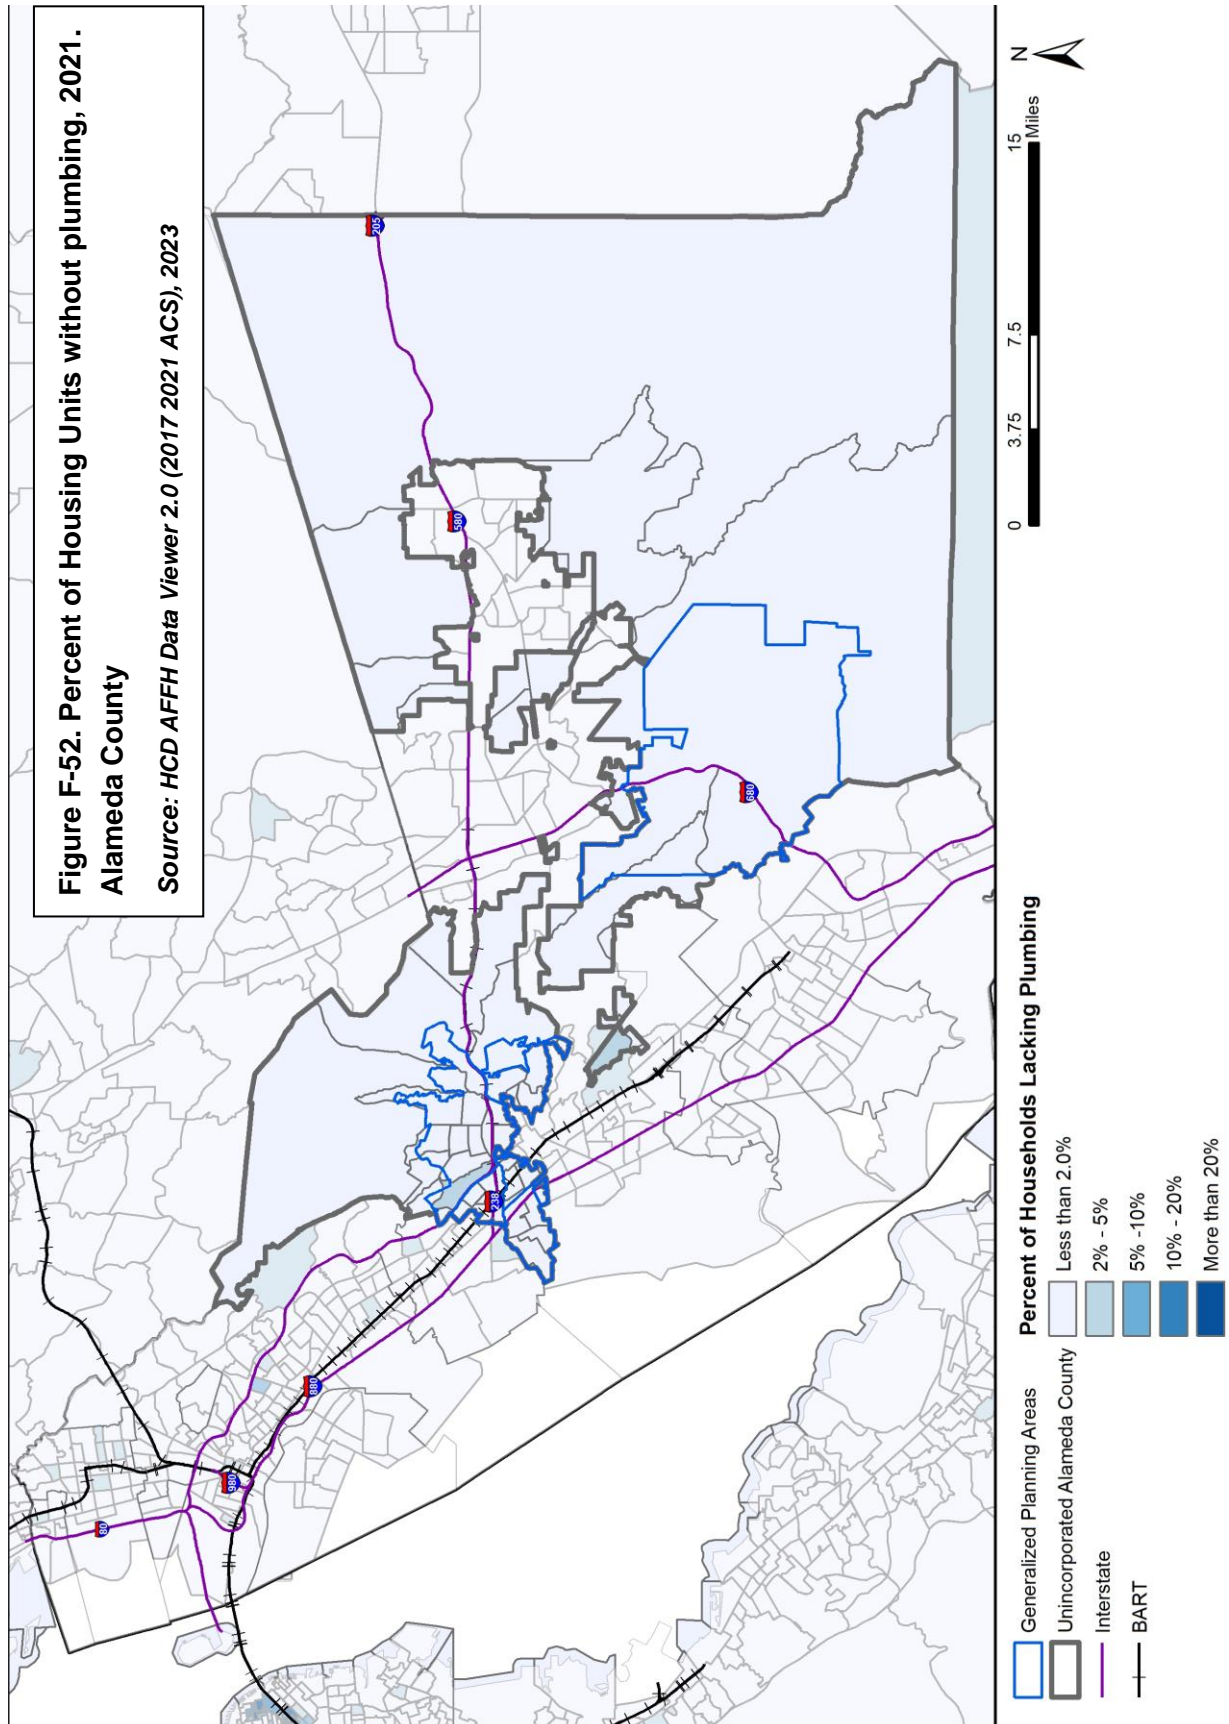 Figure F-52. Percent of Housing Units without plumbing, 2021.
Alameda County
Source: HCD AFFH Data Viewer 2.0 (2017 2021 ACS), 2023
80
980
880
238
580
205
680
N
0 3.75 7.5 15
Miles
Generalized Planning Areas
Unincorporated Alameda County
Interstate
BART
Percent of Households Lacking Plumbing
Less than 2.0%
2% - 5%
5% -10%
10% - 20%
More than 20%